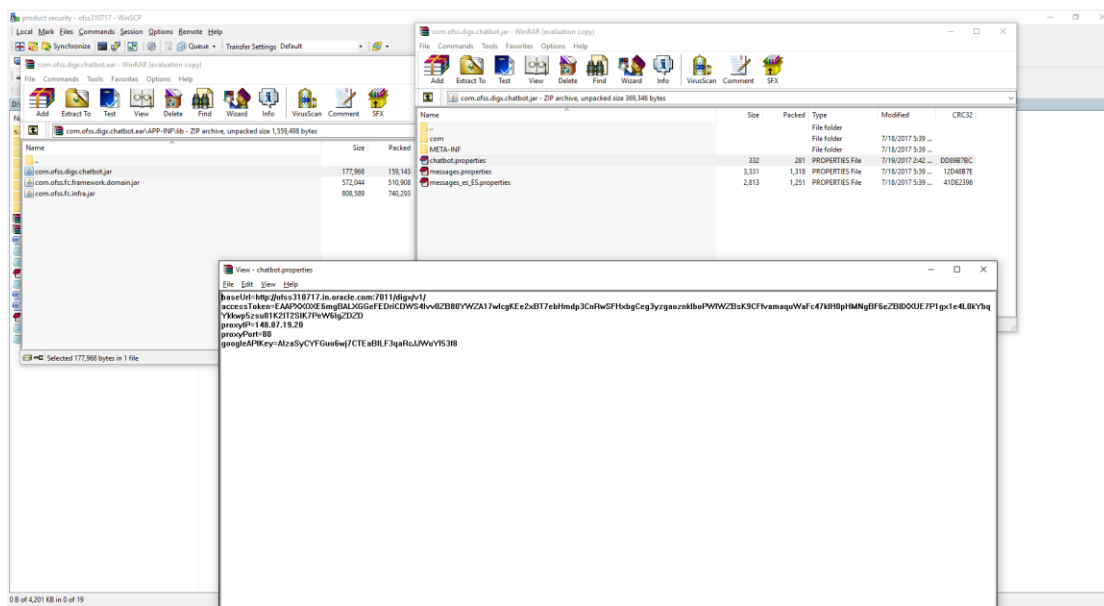 product security - ofss310717 - WinSCP
Local Mark Files Commands Session Options Remote Help
Synchronize Queue Transfer Settings Default
com.ofss.digx.chatbot.ear - WinRAR (evaluation copy)
File Commands Tools Favorites Options Help
Add Extract To Test View Delete Find Wizard Info VirusScan Comment SFX
com.ofss.digx.chatbot.ear\APP-INF\lib - ZIP archive, unpacked size 1,559,498 bytes
Name Size Packed
..
com.ofss.digx.chatbot.jar 177,968 159,143
com.ofss.fc.framework.domain.jar 572,044 510,908
com.ofss.fc.infra.jar 808,589 740,293
Selected 177,968 bytes in 1 file
com.ofss.digx.chatbot.jar - WinRAR (evaluation copy)
File Commands Tools Favorites Options Help
Add Extract To Test View Delete Find Wizard Info VirusScan Comment SFX
com.ofss.digx.chatbot.jar - ZIP archive, unpacked size 369,346 bytes
Name Size Packed Type Modified CRC32
.. File folder
com File folder 7/18/2017 5:39 ...
META-INF File folder 7/18/2017 5:39 ...
chatbot.properties 332 281 PROPERTIES File 7/19/2017 2:42 ... DD89B7BC
messages.properties 3,331 1,318 PROPERTIES File 7/18/2017 5:39 ... 12D48B7E
messages_es_ES.properties 2,813 1,251 PROPERTIES File 7/18/2017 5:39 ... 41DE2396
View - chatbot.properties
File Edit View Help
baseUrl=http://ofss310717.in.oracle.com:7011/digx/v1/
accessToken=
proxyIP=148.87.19.20
proxyPort=80
googleAPIKey=
0 B of 4,201 KB in 0 of 19